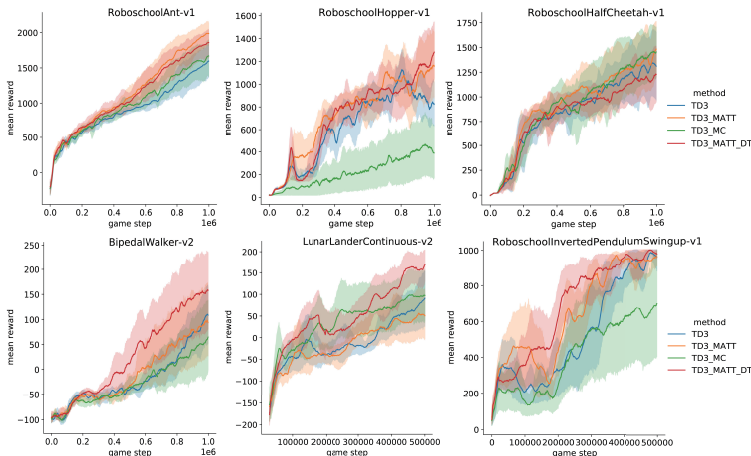 RoboschoolAnt-v1
RoboschoolHopper-v1
RoboschoolHalfCheetah-v1
mean reward
2000
1500
1000
500
0
0.0 0.2 0.4 0.6 0.8 1.0
1e6
game step
mean reward
1600
1400
1200
1000
800
600
400
200
0
0.0 0.2 0.4 0.6 0.8 1.0
1e6
game step
mean reward
1750
1500
1250
1000
750
500
250
0
0.0 0.2 0.4 0.6 0.8 1.0
1e6
game step
method
TD3
TD3_MATT
TD3_MC
TD3_MATT_DT
BipedalWalker-v2
LunarLanderContinuous-v2
RoboschoolInvertedPendulumSwingup-v1
mean reward
250
200
150
100
50
0
−50
−100
0.0 0.2 0.4 0.6 0.8 1.0
1e6
game step
mean reward
200
150
100
50
0
−50
−100
−150
−200
100000 200000 300000 400000 500000
game step
mean reward
1000
800
600
400
200
0
0 100000 200000 300000 400000 500000
game step
method
TD3
TD3_MATT
TD3_MC
TD3_MATT_DT